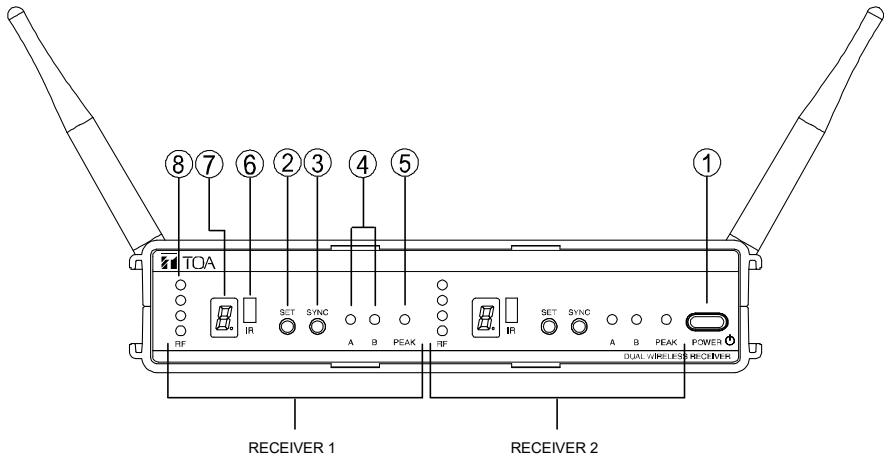 ⑧ ⑦ ⑥ ② ③ ④ ⑤ ①
TOA
SET SYNC SET SYNC
RF IR A B PEAK RF IR A B PEAK POWER
DUAL WIRELESS RECEIVER
RECEIVER 1 RECEIVER 2